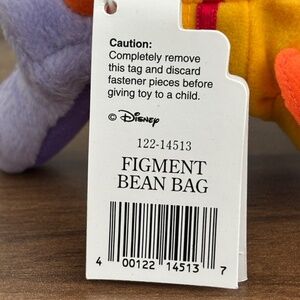 Caution:
Completely remove
this tag and discard
fastener pieces before
giving toy to a child.
© Disney
122-14513
FIGMENT
BEAN BAG
4 00122 14513 7